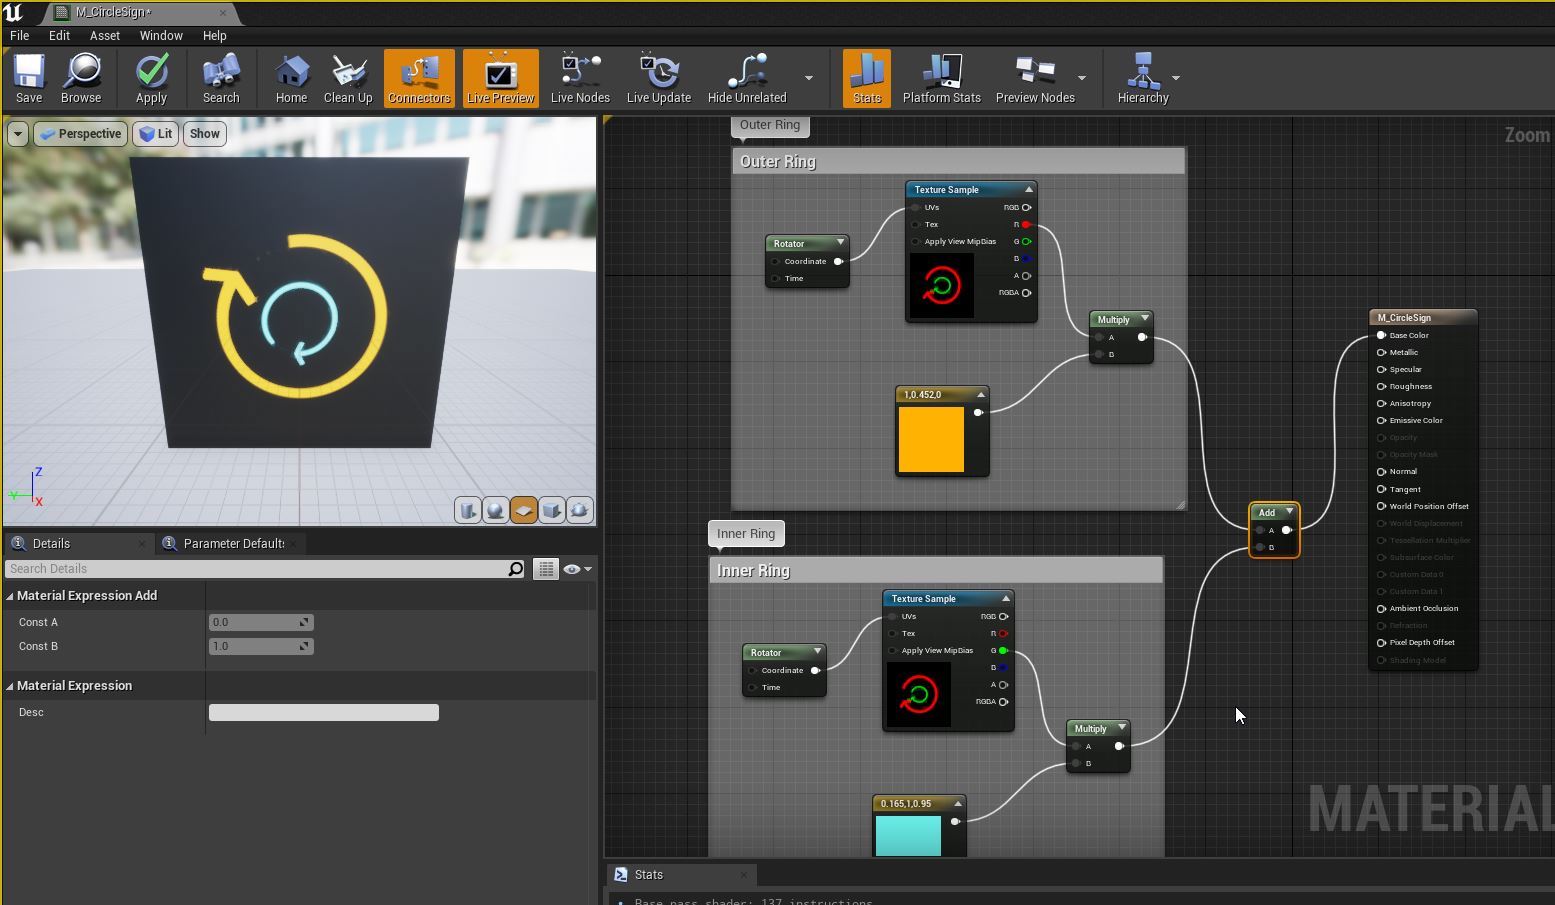 M_CircleSign*
File Edit Asset Window Help
Save Browse Apply Search Home Clean Up Connectors Live Preview Live Nodes Live Update Hide Unrelated Stats Platform Stats Preview Nodes Hierarchy
Perspective Lit Show
Z
Y
X
Details
Parameter Default
Search Details
Material Expression Add
Const A 0.0
Const B 1.0
Material Expression
Desc
Outer Ring
Zoom
Outer Ring
Texture Sample
UVs RGB
Tex R
Apply View MipBias G
B
A
RGBA
Rotator
Coordinate
Time
Multiply
A
B
1,0.452,0
Inner Ring
Inner Ring
Texture Sample
UVs RGB
Tex R
Apply View MipBias G
B
A
RGBA
Rotator
Coordinate
Time
Multiply
A
B
0.165,1,0.95
Add
A
B
M_CircleSign
Base Color
Metallic
Specular
Roughness
Anisotropy
Emissive Color
Opacity
Opacity Mask
Normal
Tangent
World Position Offset
World Displacement
Tessellation Multiplier
Subsurface Color
Custom Data 0
Custom Data 1
Ambient Occlusion
Refraction
Pixel Depth Offset
Shading Model
MATERIAL
Stats
Base pass shader: 137 instructions